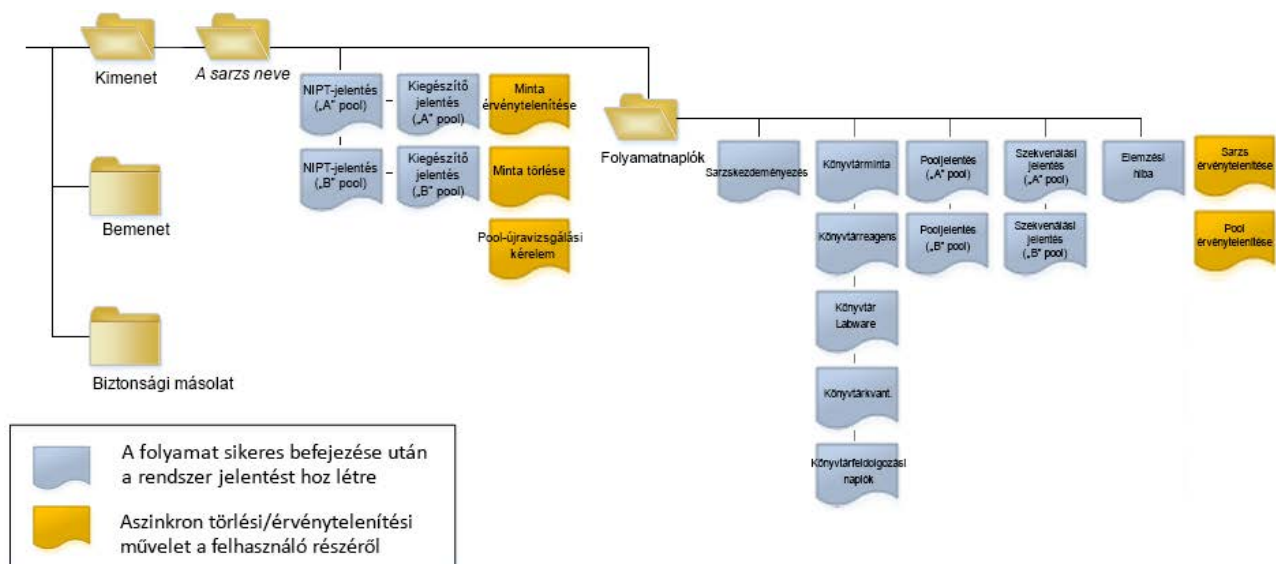 Kimenet
A sarzs neve
NIPT-jelentés
(„A” pool)
Kiegészítő
jelentés
(„A” pool)
Minta
érvénytelenítése
NIPT-jelentés
(„B” pool)
Kiegészítő
jelentés
(„B” pool)
Minta törlése
Pool-újravizsgálási
kérelem
Folyamatnaplók
Sarzskezdeményezés
Könyvtárminta
Pooljelentés
(„A” pool)
Szekvenálási
jelentés
(„A” pool)
Elemzési
hiba
Sarzs
érvénytelenítése
Könyvtárreagens
Pooljelentés
(„B” pool)
Szekvenálási
jelentés
(„B” pool)
Pool
érvénytelenítése
Könyvtár
Labware
Könyvtárkvant.
Könyvtárfeldolgozási
naplók
Bemenet
Biztonsági másolat
A folyamat sikeres befejezése után
a rendszer jelentést hoz létre
Aszinkron törlési/érvénytelenítési
művelet a felhasználó részéről